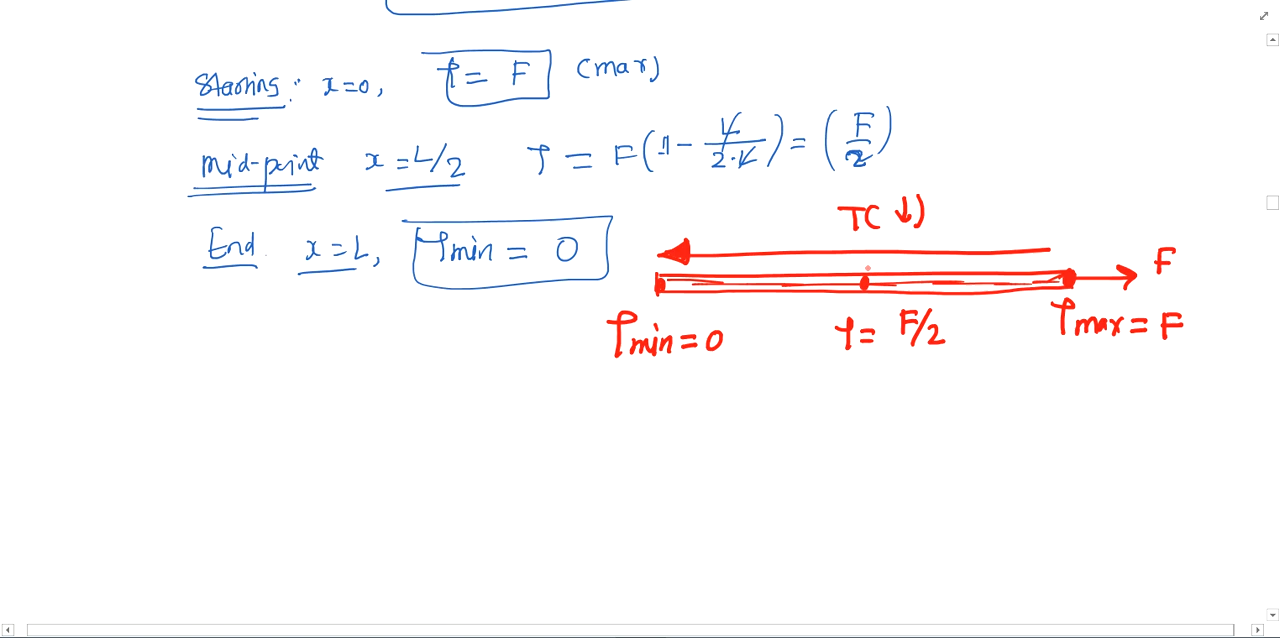 Starting: x=0, T = F (max)
Mid-point x = L/2 T = F(1 - L/2·L) = (F/2)
End. x = L, Tmin = 0
T(↓)
F
Tmin = 0 T = F/2 Tmax = F